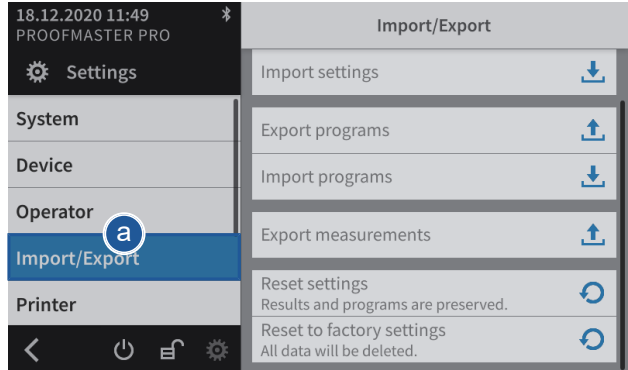 18.12.2020 11:49
PROOFMASTER PRO
Settings
System
Device
Operator
a
Import/Export
Printer
Import/Export
Import settings
Export programs
Import programs
Export measurements
Reset settings
Results and programs are preserved.
Reset to factory settings
All data will be deleted.